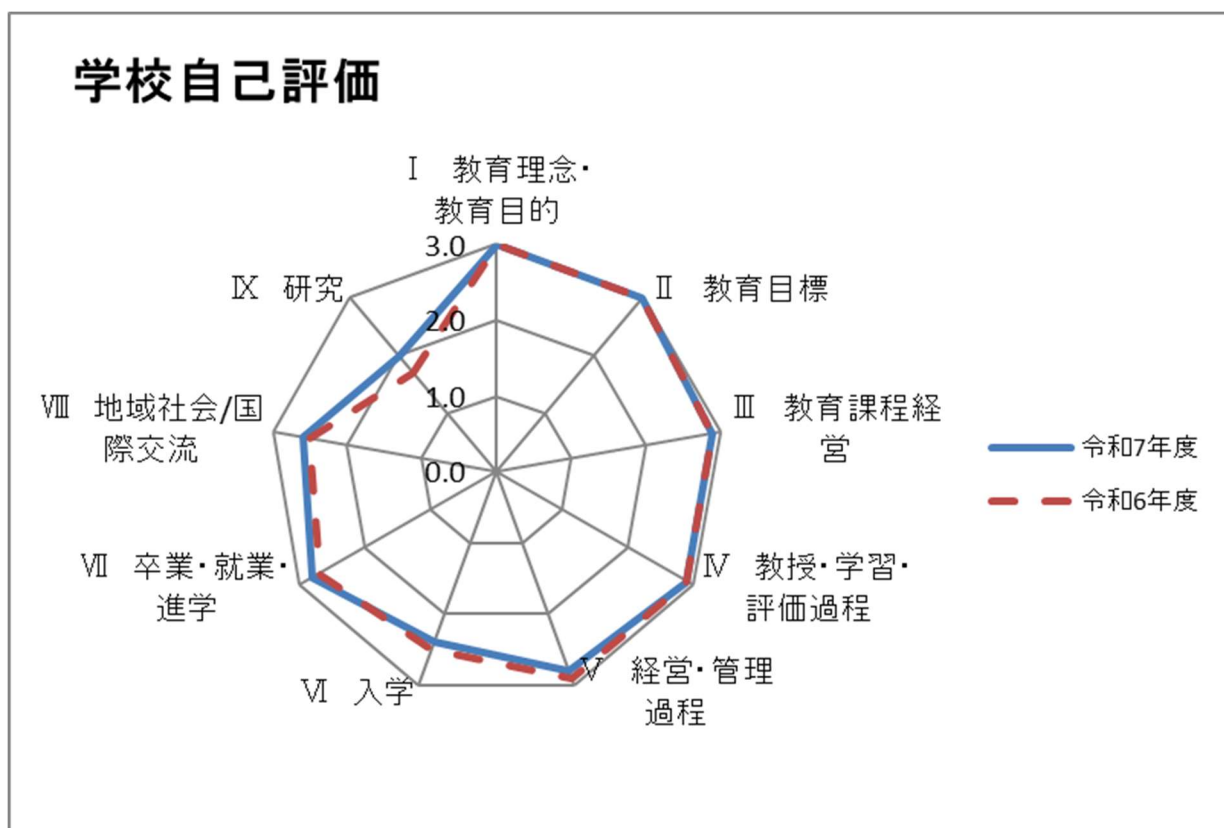 学校自己評価
Ⅰ 教育理念・
教育目的
3.0
2.0
1.0
0.0
Ⅱ 教育目標
Ⅲ 教育課程経
営
Ⅳ 教授・学習・
評価過程
Ⅴ 経営・管理
過程
Ⅵ 入学
Ⅶ 卒業・就業・
進学
Ⅷ 地域社会/国
際交流
Ⅸ 研究
令和7年度
令和6年度